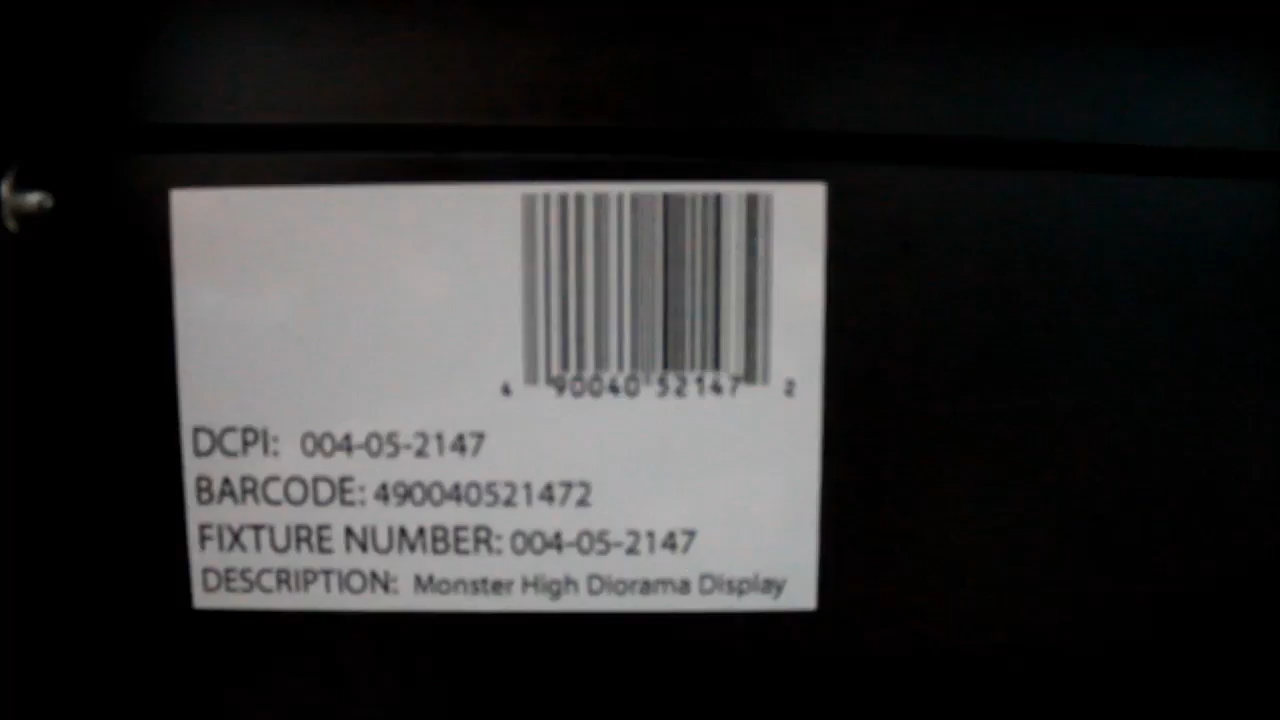 4 90040 52147 2
DCPI: 004-05-2147
BARCODE: 490040521472
FIXTURE NUMBER: 004-05-2147
DESCRIPTION: Monster High Diorama Display